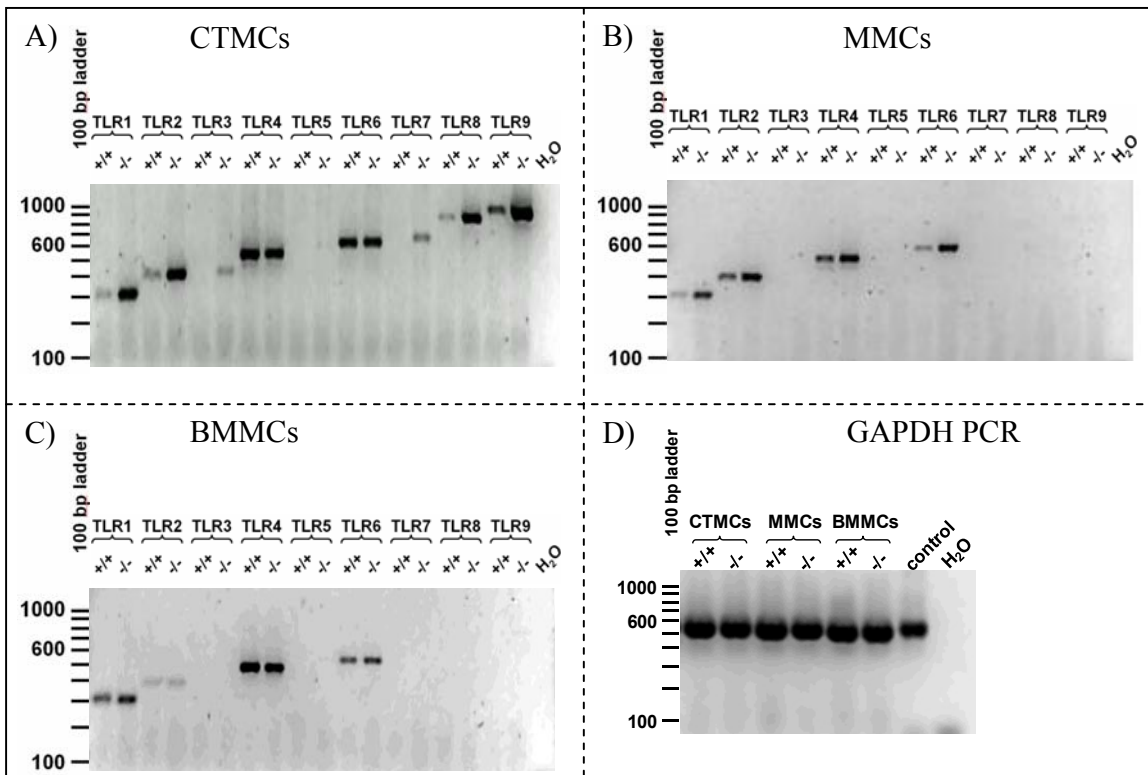 A) CTMCs
100 bp ladder
TLR1 TLR2 TLR3 TLR4 TLR5 TLR6 TLR7 TLR8 TLR9
+/+ -/- +/+ -/- +/+ -/- +/+ -/- +/+ -/- +/+ -/- +/+ -/- +/+ -/- +/+ -/- H2O
1000
600
100
B) MMCs
100 bp ladder
TLR1 TLR2 TLR3 TLR4 TLR5 TLR6 TLR7 TLR8 TLR9
+/+ -/- +/+ -/- +/+ -/- +/+ -/- +/+ -/- +/+ -/- +/+ -/- +/+ -/- +/+ -/- H2O
1000
600
100
C) BMMCs
100 bp ladder
TLR1 TLR2 TLR3 TLR4 TLR5 TLR6 TLR7 TLR8 TLR9
+/+ -/- +/+ -/- +/+ -/- +/+ -/- +/+ -/- +/+ -/- +/+ -/- +/+ -/- +/+ -/- H2O
1000
600
100
D) GAPDH PCR
100 bp ladder
CTMCs MMCs BMMCs
+/+ -/- +/+ -/- +/+ -/- control H2O
1000
600
100